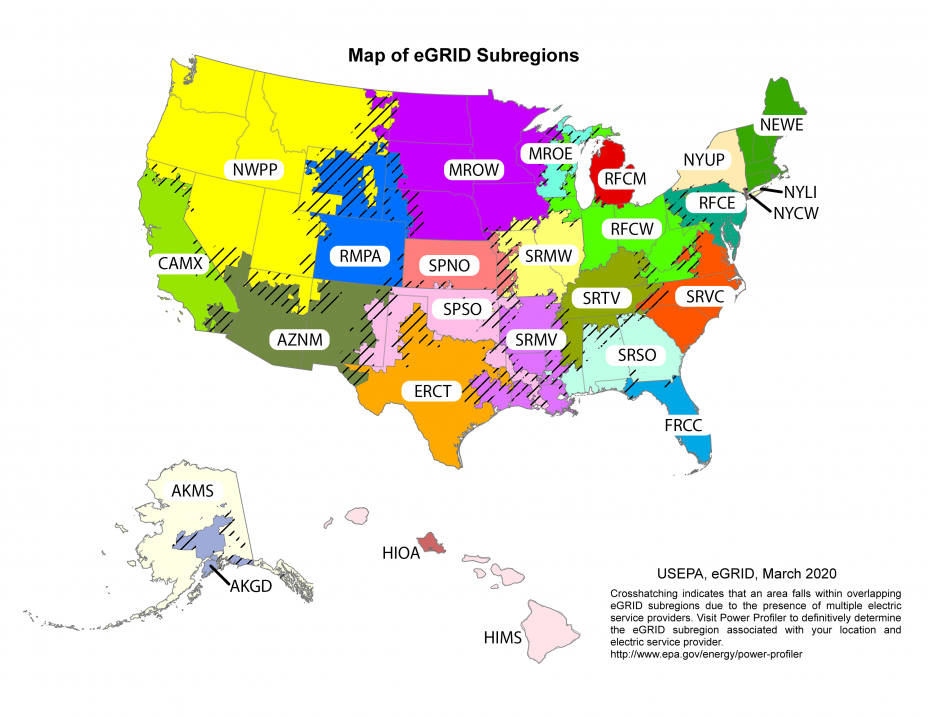 Map of eGRID Subregions
NEWE
MROE
NYUP
NWPP
MROW
RFCM
NYLI
RFCE
NYCW
RFCW
CAMX
RMPA
SPNO
SRMW
SRTV
SRVC
SPSO
AZNM
SRMV
SRSO
ERCT
FRCC
AKMS
HIOA
AKGD
HIMS
USEPA, eGRID, March 2020
Crosshatching indicates that an area falls within overlapping
eGRID subregions due to the presence of multiple electric
service providers. Visit Power Profiler to definitively determine
the eGRID subregion associated with your location and
electric service provider.
http://www.epa.gov/energy/power-profiler